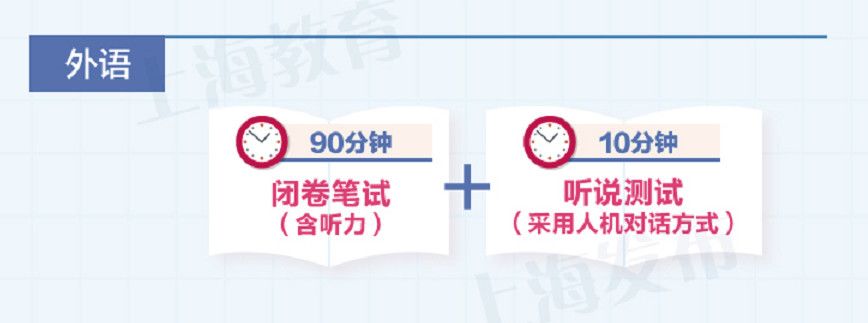 外语
上海教育
90分钟
闭卷笔试
（含听力）
+
10分钟
听说测试
（采用人机对话方式）
上海发布